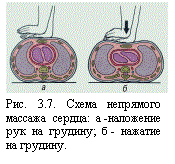 а
б
Рис. 3.7. Схема непрямого
массажа сердца: а -наложение
рук на грудину; б - нажатие
на грудину.